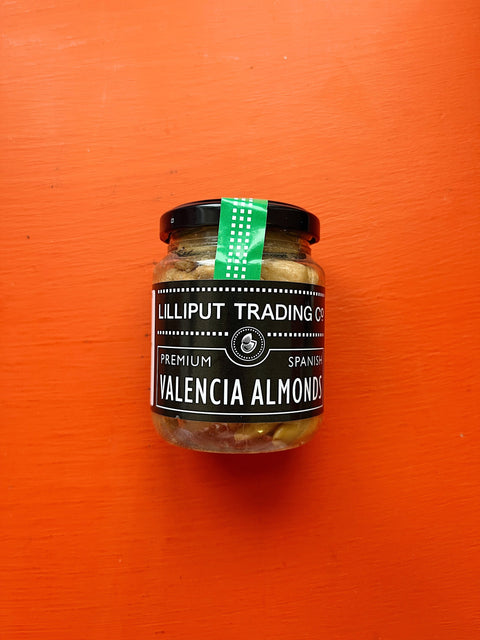 LILLIPUT TRADING Cº
PREMIUM SPANISH
VALENCIA ALMONDS